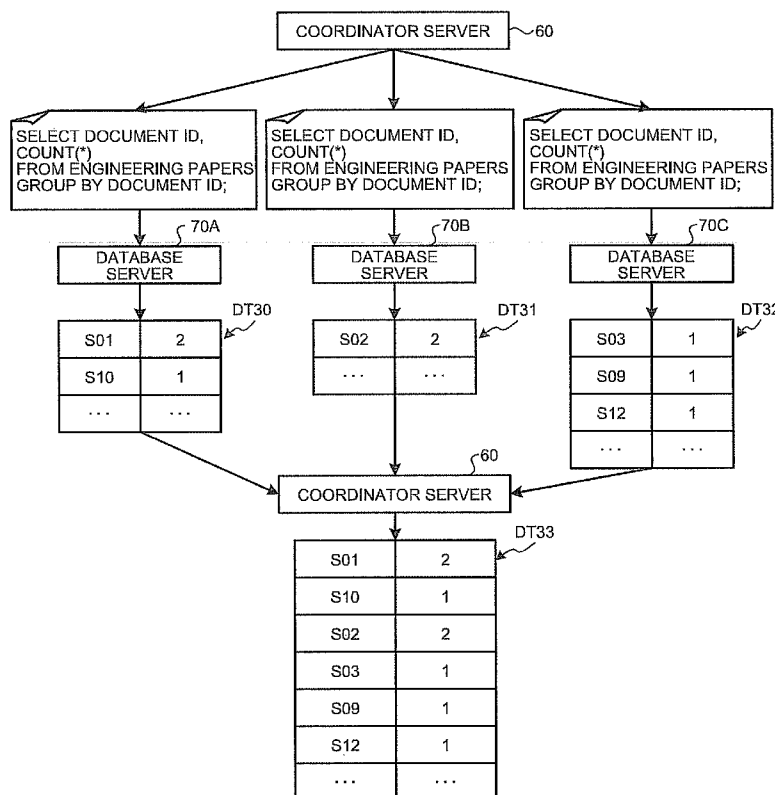 COORDINATOR SERVER
60
SELECT DOCUMENT ID,
COUNT(*)
FROM ENGINEERING PAPERS
GROUP BY DOCUMENT ID;
SELECT DOCUMENT ID,
COUNT(*)
FROM ENGINEERING PAPERS
GROUP BY DOCUMENT ID;
SELECT DOCUMENT ID,
COUNT(*)
FROM ENGINEERING PAPERS
GROUP BY DOCUMENT ID;
70A
DATABASE
SERVER
70B
DATABASE
SERVER
70C
DATABASE
SERVER
DT30
S01 2
S10 1
... ...
DT31
S02 2
... ...
DT32
S03 1
S09 1
S12 1
... ...
60
COORDINATOR SERVER
DT33
S01 2
S10 1
S02 2
S03 1
S09 1
S12 1
... ...